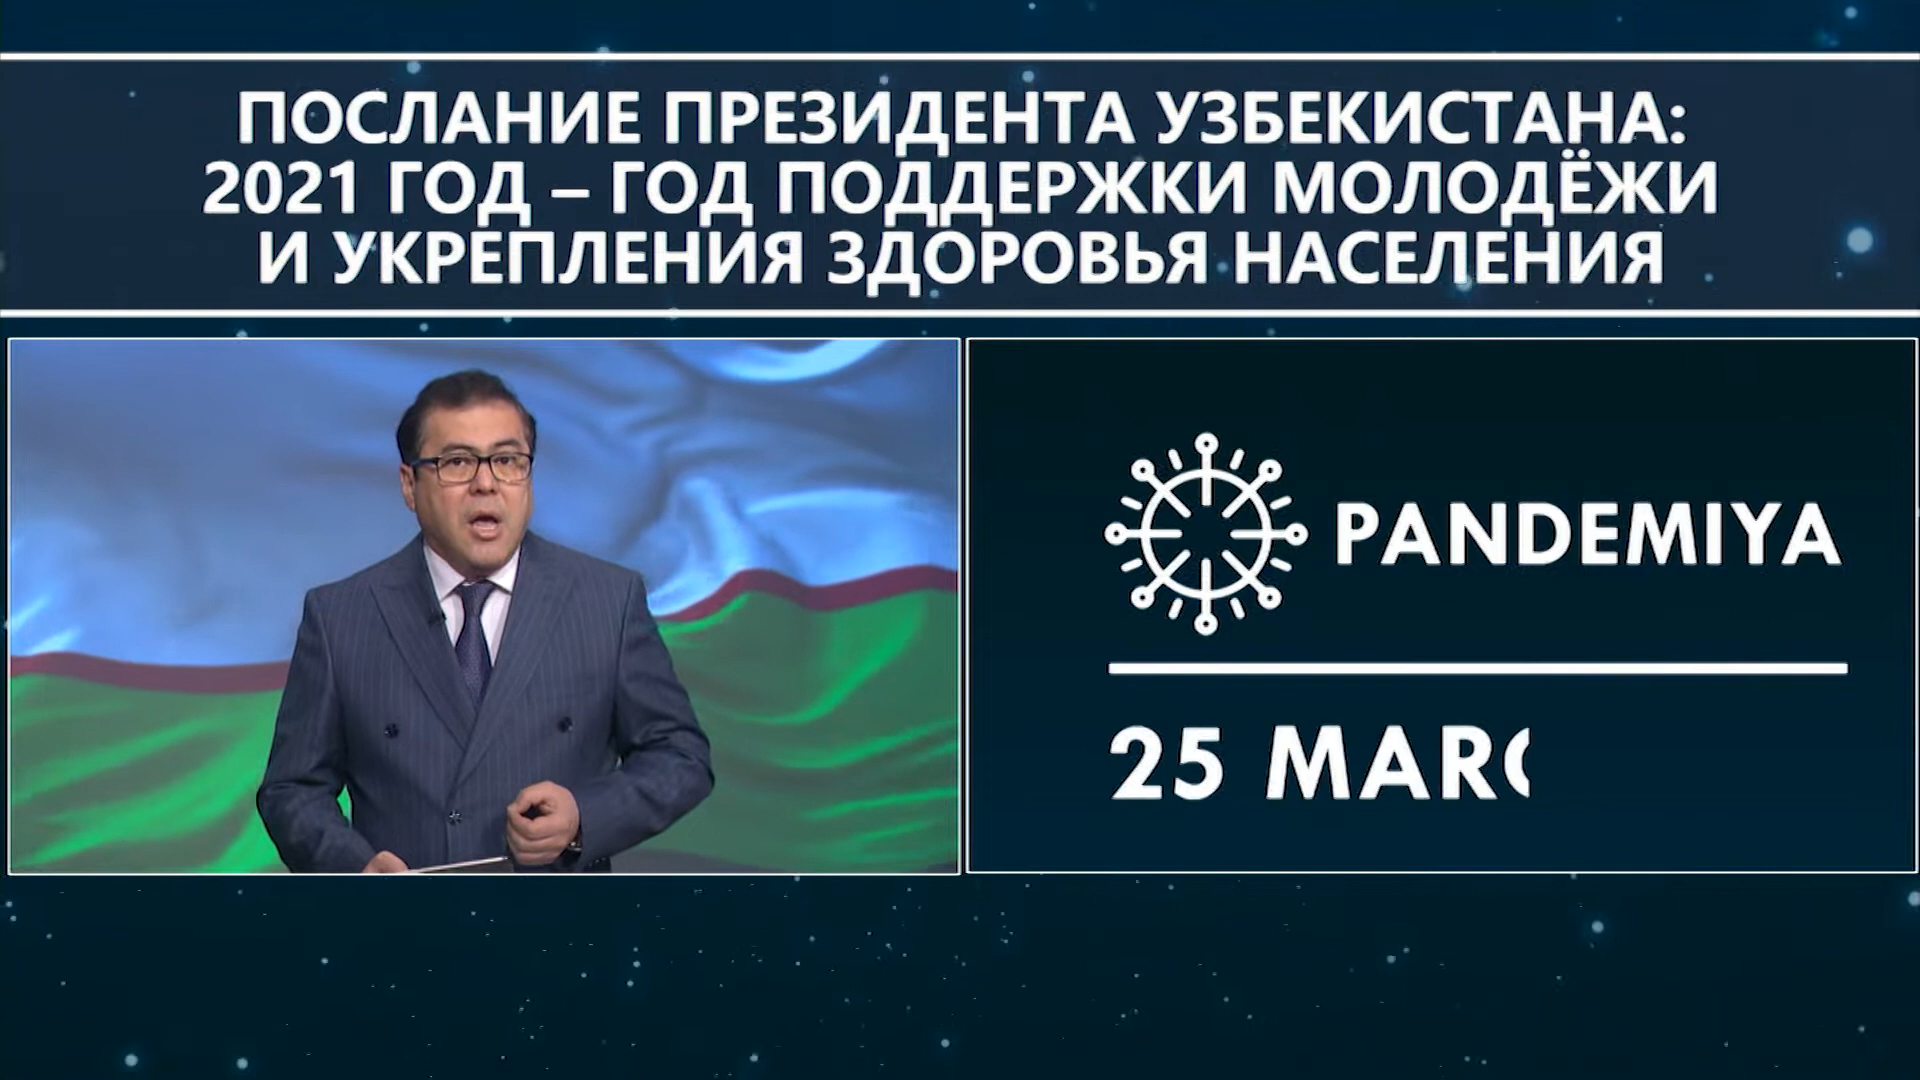 ПОСЛАНИЕ ПРЕЗИДЕНТА УЗБЕКИСТАНА:
2021 ГОД – ГОД ПОДДЕРЖКИ МОЛОДЁЖИ
И УКРЕПЛЕНИЯ ЗДОРОВЬЯ НАСЕЛЕНИЯ
PANDEMIYA
25